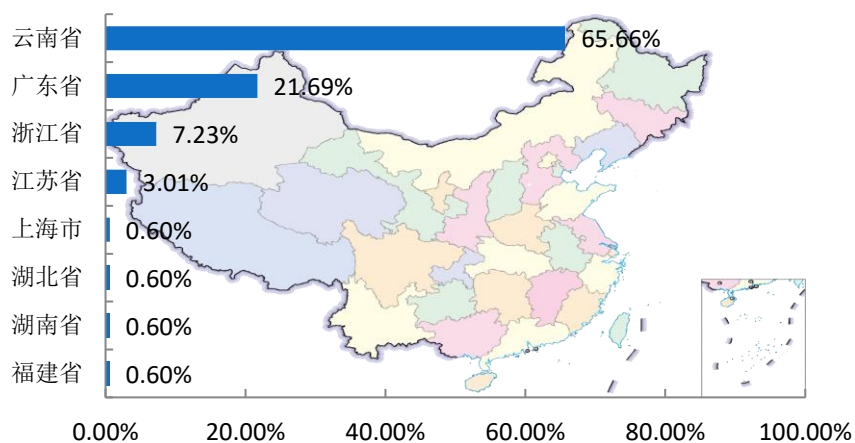 云南省 65.66%
广东省 21.69%
浙江省 7.23%
江苏省 3.01%
上海市 0.60%
湖北省 0.60%
湖南省 0.60%
福建省 0.60%
0.00% 20.00% 40.00% 60.00% 80.00% 100.00%